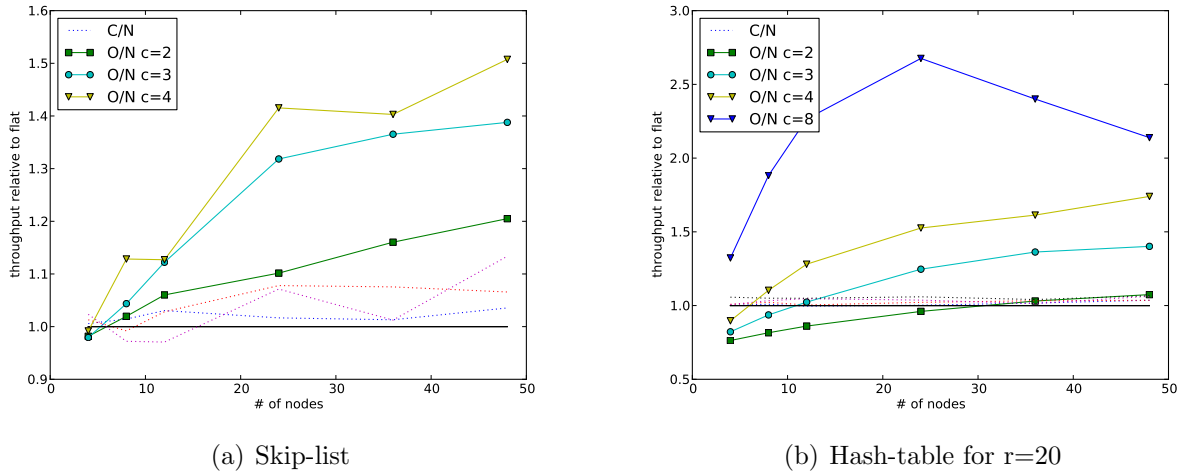 1.6
1.5
1.4
1.3
1.2
1.1
1.0
0.9
throughput relative to flat
C/N
O/N c=2
O/N c=3
O/N c=4
0 10 20 30 40 50
# of nodes
(a) Skip-list
3.0
2.5
2.0
1.5
1.0
0.5
throughput relative to flat
C/N
O/N c=2
O/N c=3
O/N c=4
O/N c=8
0 10 20 30 40 50
# of nodes
(b) Hash-table for r=20